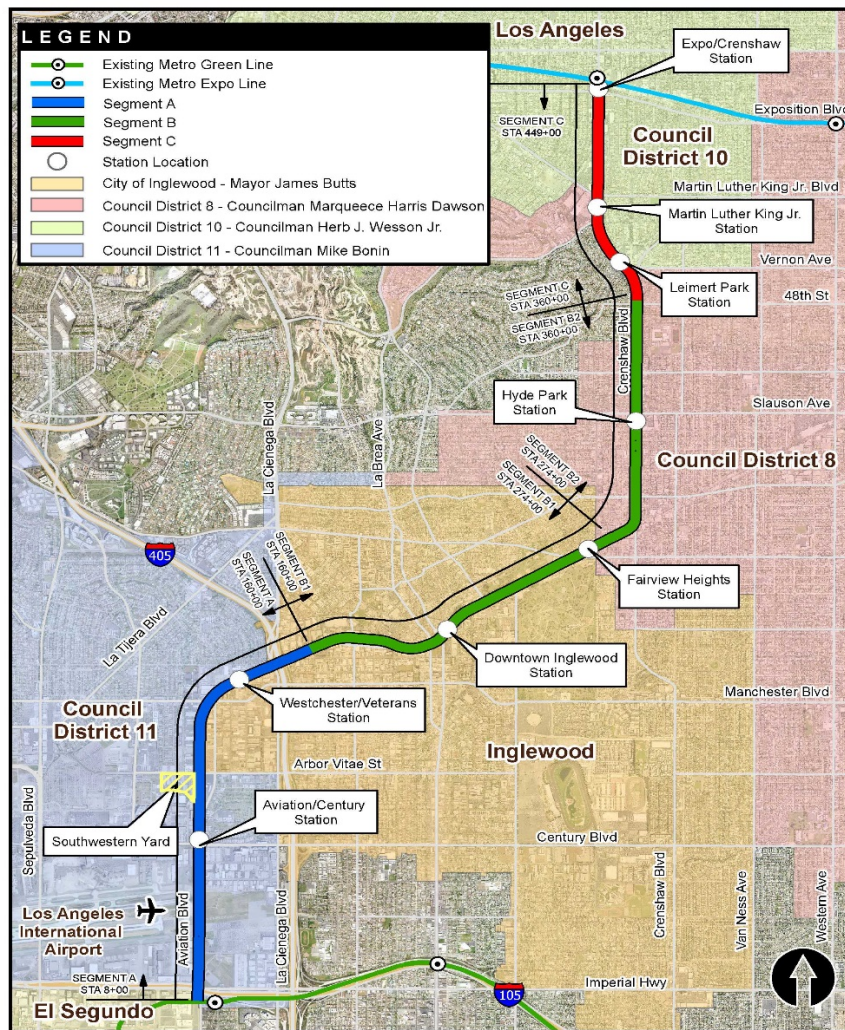 LEGEND
Existing Metro Green Line
Existing Metro Expo Line
Segment A
Segment B
Segment C
Station Location
City of Inglewood - Mayor James Butts
Council District 8 - Councilman Marqueece Harris Dawson
Council District 10 - Councilman Herb J. Wesson Jr.
Council District 11 - Councilman Mike Bonin
Los Angeles
Expo/Crenshaw
Station
Exposition Blvd
SEGMENT C
STA 449+00
Council
District 10
Martin Luther King Jr. Blvd
Martin Luther King Jr.
Station
Vernon Ave
Leimert Park
Station
SEGMENT C
STA 360+00
SEGMENT B2
STA 360+00
48th St
Crenshaw Blvd
Hyde Park
Station
Slauson Ave
La Cienega Blvd
La Brea Ave
Council District 8
SEGMENT B2
STA 274+00
SEGMENT B1
STA 274+00
405
SEGMENT B1
STA 160+00
SEGMENT A
STA 160+00
Fairview Heights
Station
La Tijera Blvd
Downtown Inglewood
Station
Council
District 11
Westchester/Veterans
Station
Manchester Blvd
Inglewood
Arbor Vitae St
Sepulveda Blvd
Southwestern Yard
Aviation/Century
Station
Century Blvd
Los Angeles
International
Airport
Aviation Blvd
La Cienega Blvd
Crenshaw Blvd
Van Ness Ave
Western Ave
SEGMENT A
STA 8+00
Imperial Hwy
El Segundo
105